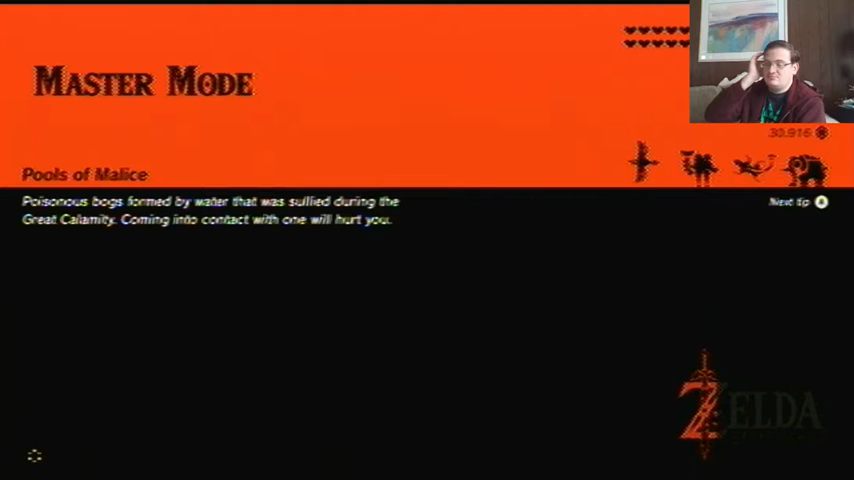 MASTER MODE
30,916
Pools of Malice
Poisonous bogs formed by water that was sullied during the
Great Calamity. Coming into contact with one will hurt you.
Next tip A
ZELDA